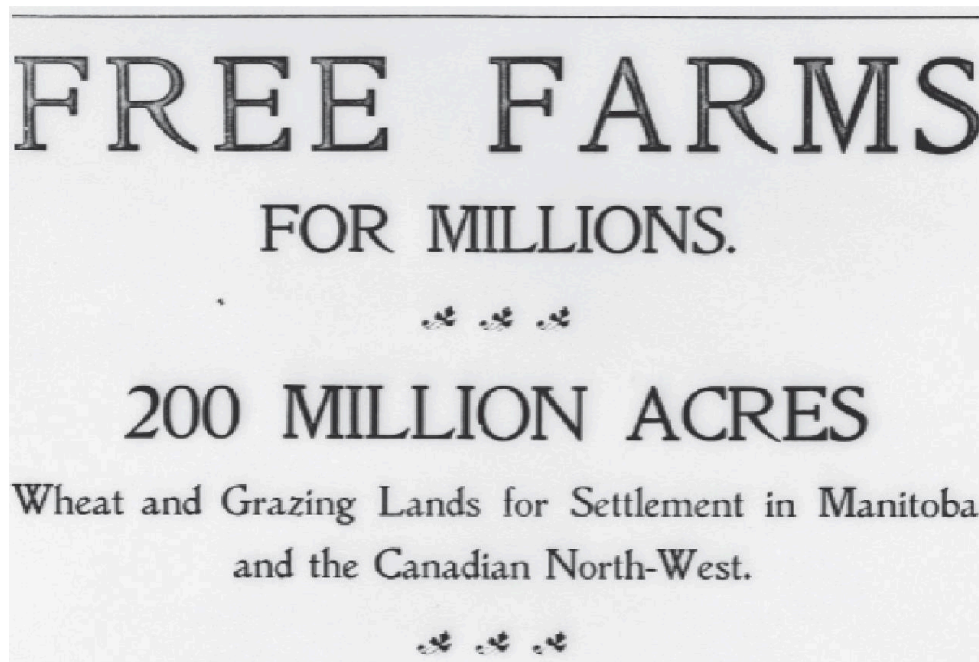 FREE FARMS
FOR MILLIONS.
200 MILLION ACRES
Wheat and Grazing Lands for Settlement in Manitoba
and the Canadian North-West.